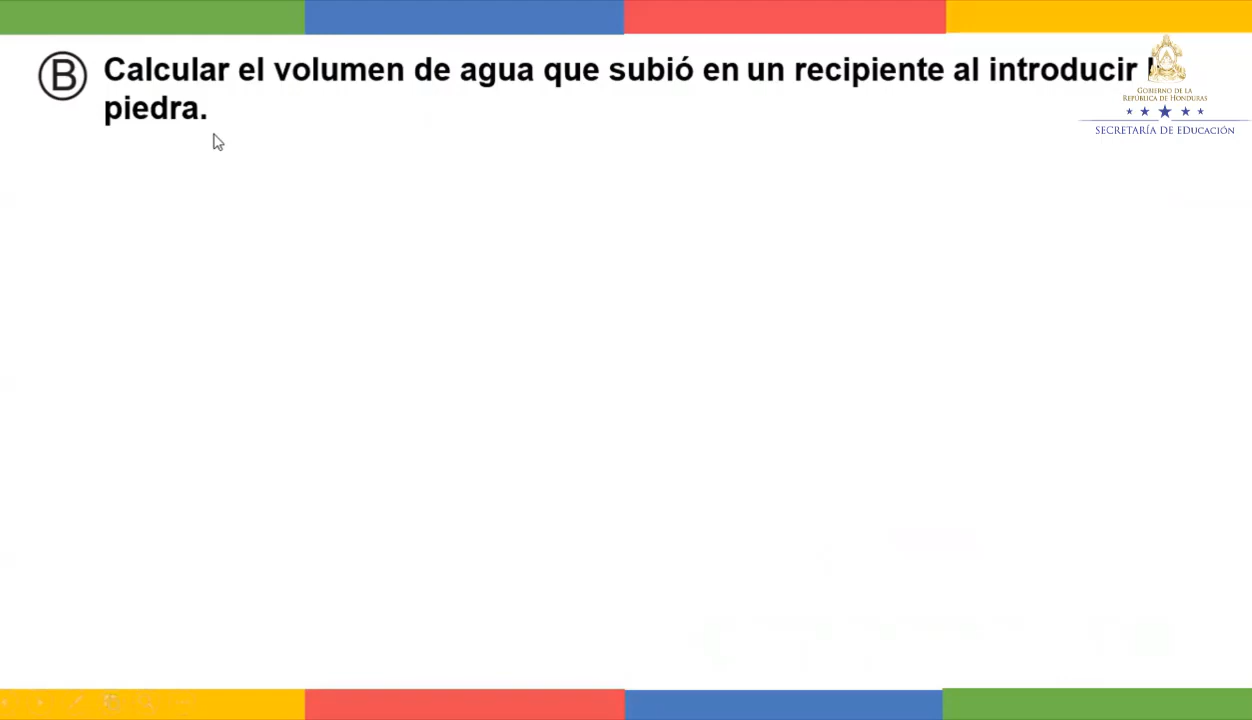 B Calcular el volumen de agua que subió en un recipiente al introducir
piedra.
GOBIERNO DE LA
REPÚBLICA DE HONDURAS
SECRETARÍA DE EDUCACIÓN